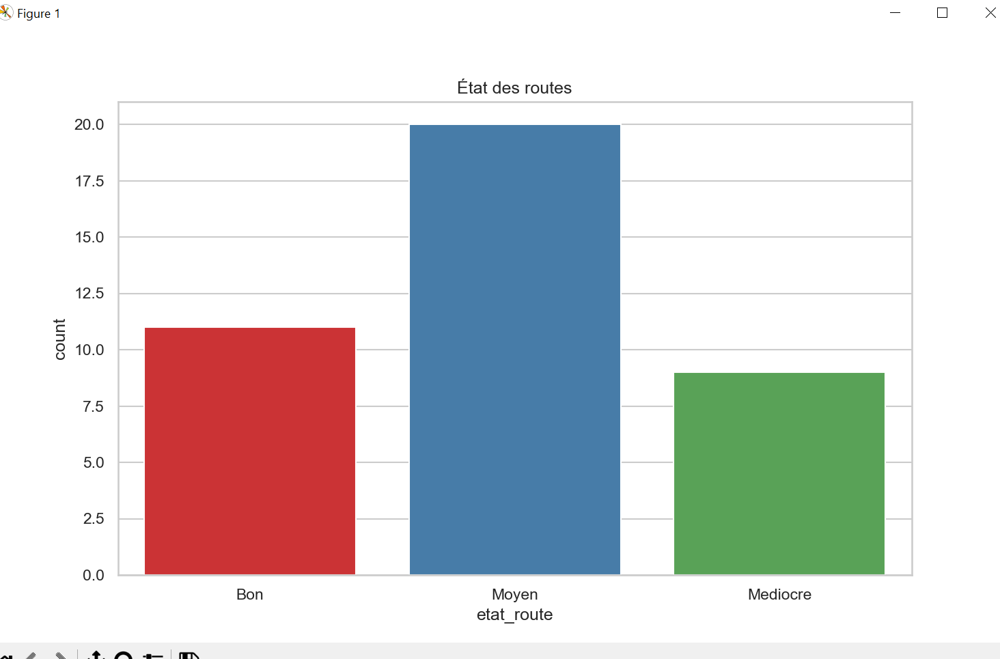 Figure 1
État des routes
20.0
17.5
15.0
12.5
10.0
7.5
5.0
2.5
0.0
count
Bon Moyen Mediocre
etat_route